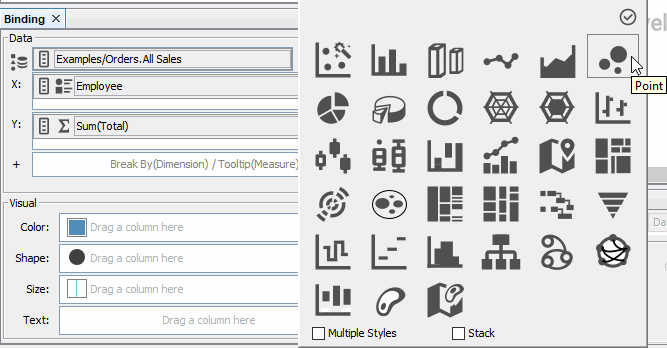 Binding
Data
Examples/Orders.All Sales
X: Employee
Y: Sum(Total)
+ Break By(Dimension) / Tooltip(Measure)
Visual
Color: Drag a column here
Shape: Drag a column here
Size: Drag a column here
Text: Drag a column here
Point
Multiple Styles
Stack